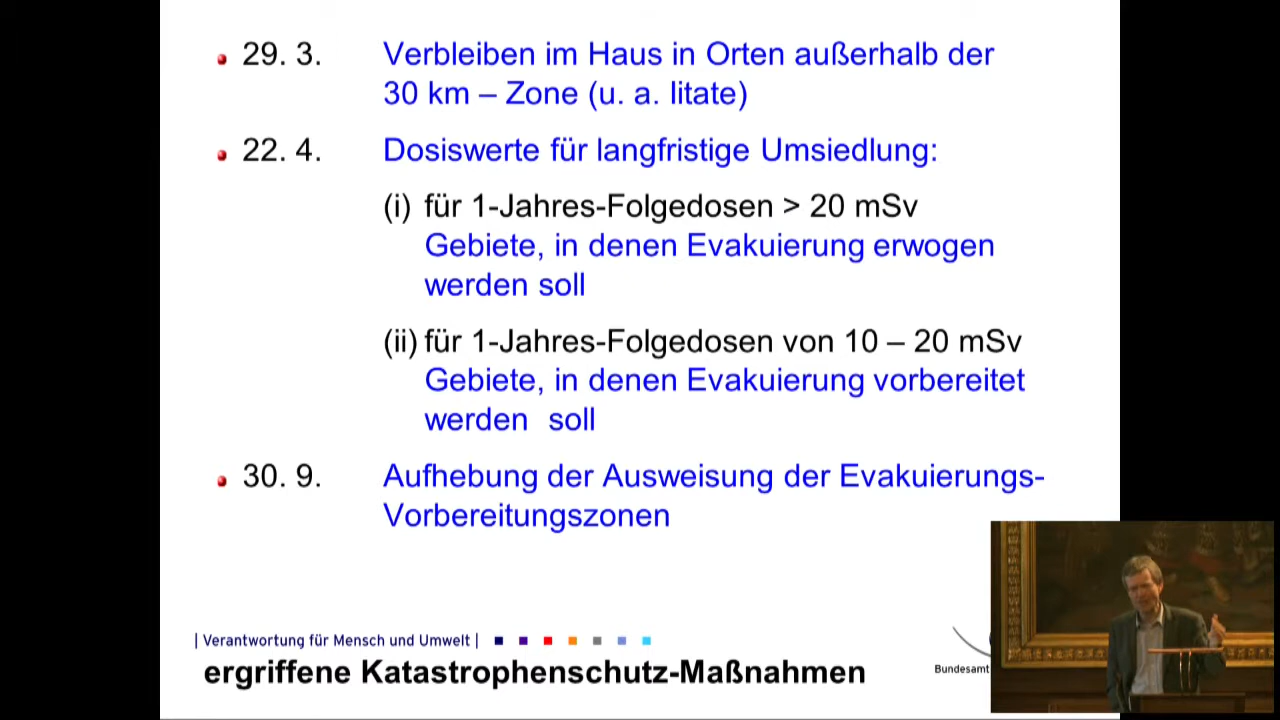 29. 3. Verbleiben im Haus in Orten außerhalb der
30 km – Zone (u. a. litate)
22. 4. Dosiswerte für langfristige Umsiedlung:
(i) für 1-Jahres-Folgedosen > 20 mSv
Gebiete, in denen Evakuierung erwogen
werden soll
(ii) für 1-Jahres-Folgedosen von 10 – 20 mSv
Gebiete, in denen Evakuierung vorbereitet
werden soll
30. 9. Aufhebung der Ausweisung der Evakuierungs-
Vorbereitungszonen
| Verantwortung für Mensch und Umwelt |
ergriffene Katastrophenschutz-Maßnahmen
Bundesamt